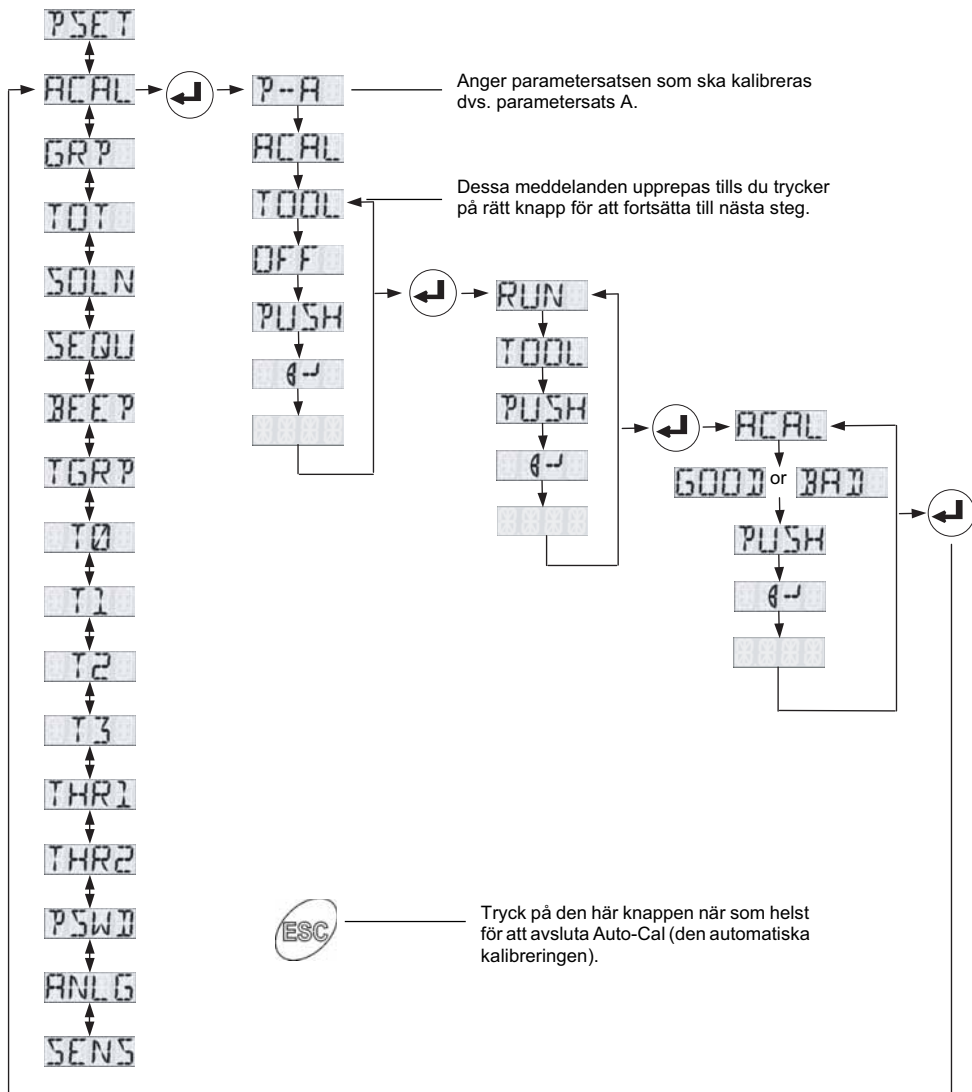 PSET
ACAL
P--A
Anger parametersatsen som ska kalibreras
dvs. parametersats A.
GRP
ACAL
TOT
TOOL
Dessa meddelanden upprepas tills du trycker
på rätt knapp för att fortsätta till nästa steg.
SOLN
OFF
SEQU
PUSH
RUN
BEEP
TOOL
TGRP
PUSH
ACAL
T0
GOOD or BAD
T1
PUSH
T2
T3
THR1
THR2
PSWD
ESC
Tryck på den här knappen när som helst
för att avsluta Auto-Cal (den automatiska
kalibreringen).
ANLG
SENS